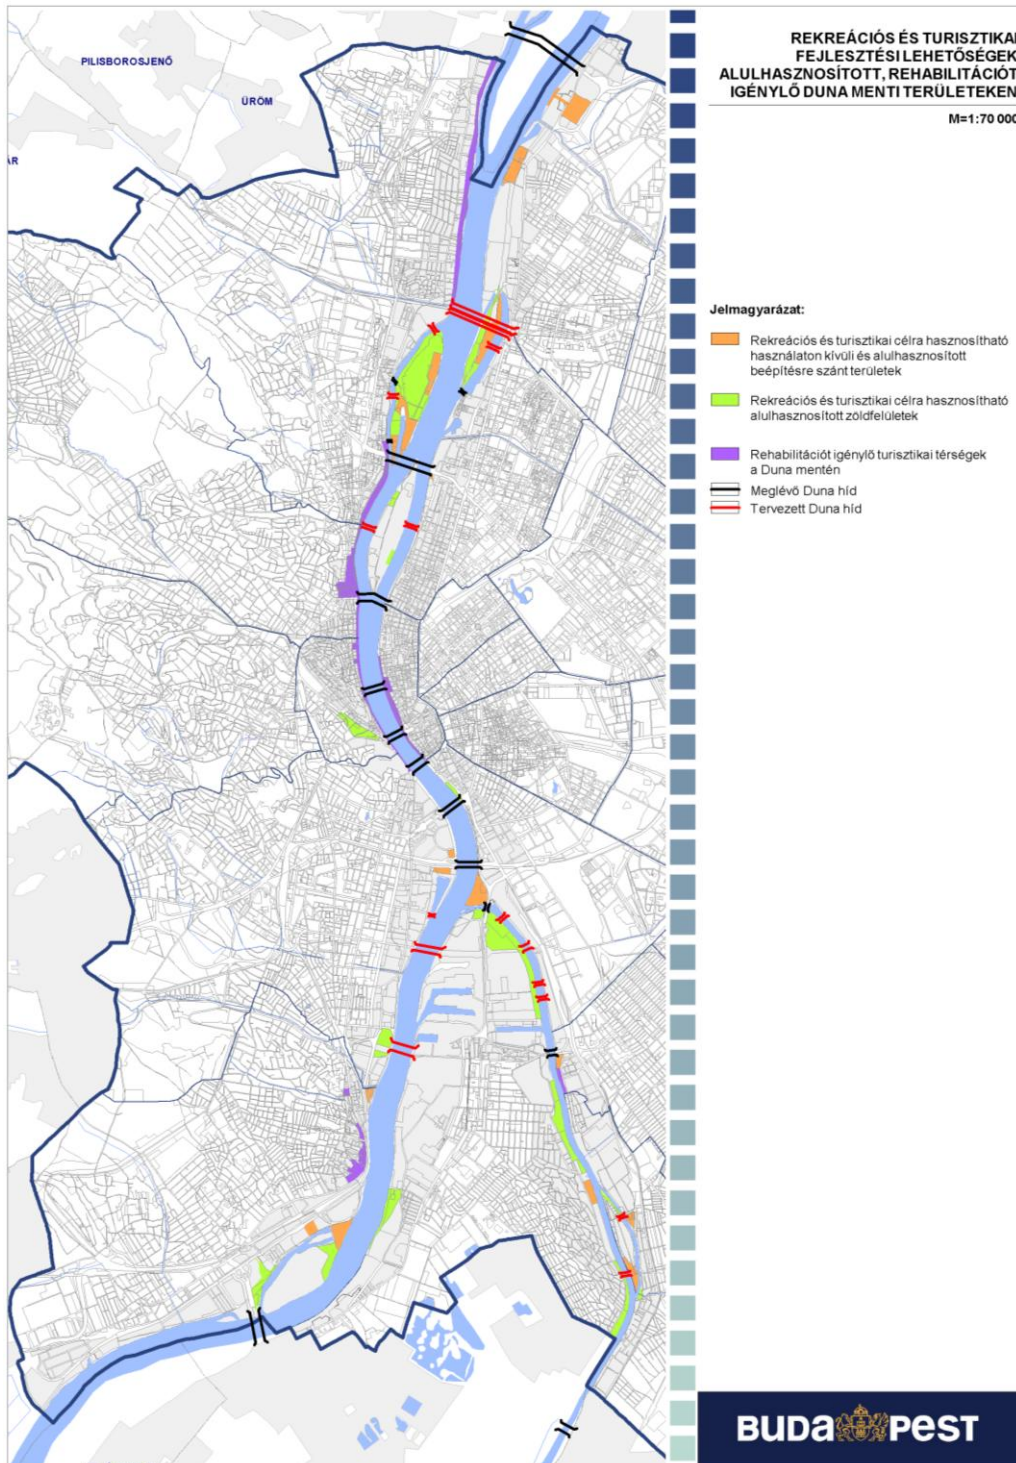 REKREÁCIÓS ÉS TURISZTIKAI
FEJLESZTÉSI LEHETŐSÉGEK
ALULHASZNOSÍTOTT, REHABILITÁCIÓT
IGÉNYLŐ DUNA MENTI TERÜLETEKEN
M=1:70 000
PILISBOROSJENŐ
ÜRÖM
ÁR
Jelmagyarázat:
Rekreációs és turisztikai célra hasznosítható
használaton kívüli és alulhasznosított
beépítésre szánt területek
Rekreációs és turisztikai célra hasznosítható
alulhasznosított zöldfelületek
Rehabilitációt igénylő turisztikai térségek
a Duna mentén
Meglévő Duna híd
Tervezett Duna híd
BUDAPEST